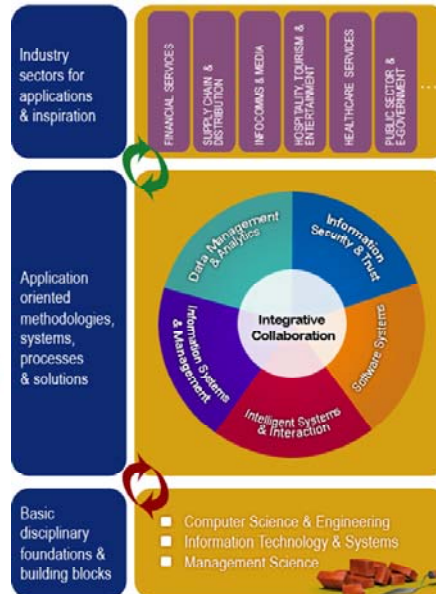 Industry
sectors for
applications
& inspiration
FINANCIAL SERVICES
SUPPLY CHAIN &
DISTRIBUTION
INFOCOMMS & MEDIA
HOSPITALITY, TOURISM &
ENTERTAINMENT
HEALTHCARE SERVICES
PUBLIC SECTOR &
E-GOVERNMENT
...
Application
oriented
methodologies,
systems,
processes
& solutions
Data Management
& Analytics
Information
Security & Trust
Integrative
Collaboration
Information Systems
& Management
Software Systems
Intelligent Systems
& Interaction
Basic
disciplinary
foundations &
building blocks
Computer Science & Engineering
Information Technology & Systems
Management Science